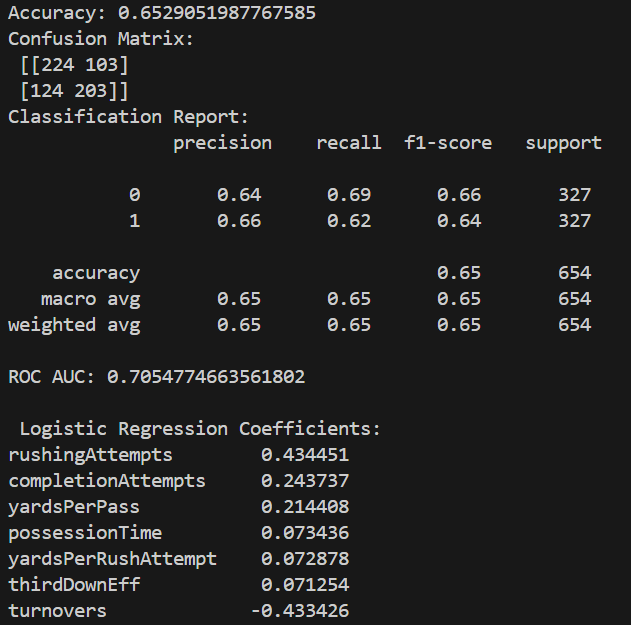 Accuracy: 0.6529051987767585
Confusion Matrix:
[[224 103]
[124 203]]
Classification Report:
precision recall f1-score support
0 0.64 0.69 0.66 327
1 0.66 0.62 0.64 327
accuracy 0.65 654
macro avg 0.65 0.65 0.65 654
weighted avg 0.65 0.65 0.65 654
ROC AUC: 0.7054774663561802
Logistic Regression Coefficients:
rushingAttempts 0.434451
completionAttempts 0.243737
yardsPerPass 0.214408
possessionTime 0.073436
yardsPerRushAttempt 0.072878
thirdDownEff 0.071254
turnovers -0.433426